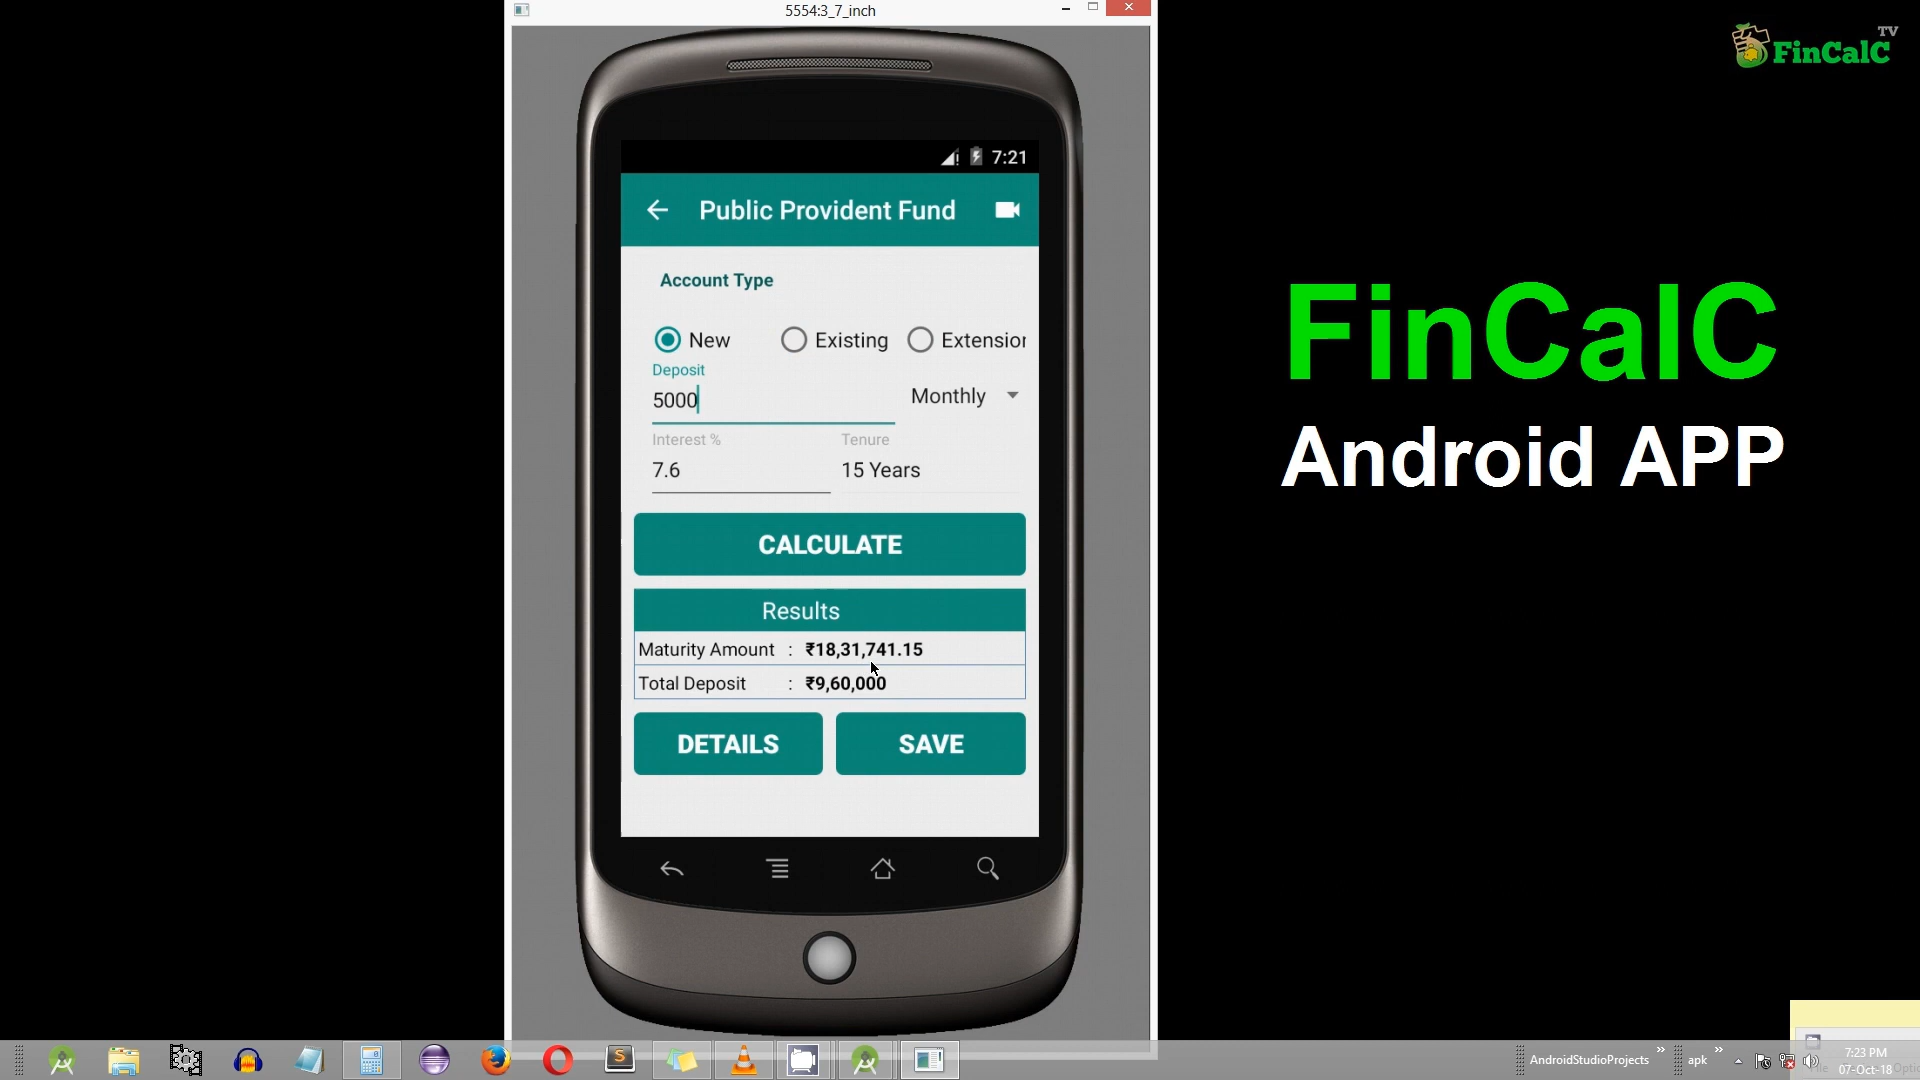 5554:3_7_inch
TV
FinCalC
7:21
Public Provident Fund
Account Type
New
Existing
Extension
Deposit
5000
Monthly
Interest %
Tenure
7.6
15 Years
CALCULATE
Results
Maturity Amount : ₹18,31,741.15
Total Deposit : ₹9,60,000
DETAILS
SAVE
FinCalC
Android APP
S
AndroidStudioProjects
»
apk
»
7:23 PM
07-Oct-18